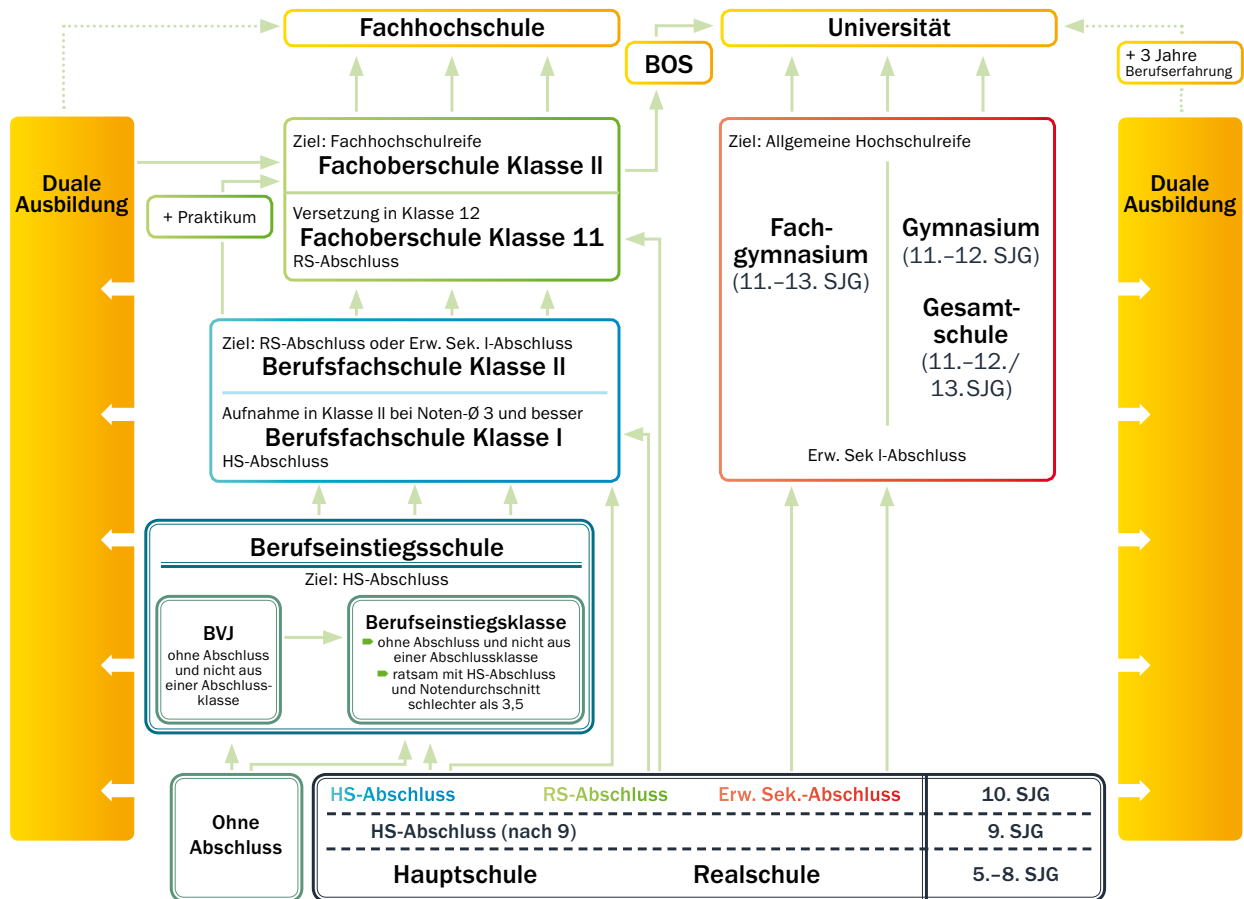 Fachhochschule
Universität
BOS
+ 3 Jahre
Berufserfahrung
Duale
Ausbildung
Ziel: Fachhochschulreife
Fachoberschule Klasse II
+ Praktikum
Versetzung in Klasse 12
Fachoberschule Klasse 11
RS-Abschluss
Ziel: Allgemeine Hochschulreife
Fach-
gymnasium
(11.–13. SJG)
Gymnasium
(11.–12. SJG)
Gesamt-
schule
(11.–12./
13.SJG)
Erw. Sek I-Abschluss
Duale
Ausbildung
Ziel: RS-Abschluss oder Erw. Sek. I-Abschluss
Berufsfachschule Klasse II
Aufnahme in Klasse II bei Noten-Ø 3 und besser
Berufsfachschule Klasse I
HS-Abschluss
Berufseinstiegsschule
Ziel: HS-Abschluss
BVJ
ohne Abschluss
und nicht aus
einer Abschluss-
klasse
Berufseinstiegsklasse
ohne Abschluss und nicht aus
einer Abschlussklasse
ratsam mit HS-Abschluss
und Notendurchschnitt
schlechter als 3,5
Ohne
Abschluss
HS-Abschluss RS-Abschluss Erw. Sek.-Abschluss 10. SJG
HS-Abschluss (nach 9) 9. SJG
Hauptschule Realschule 5.–8. SJG